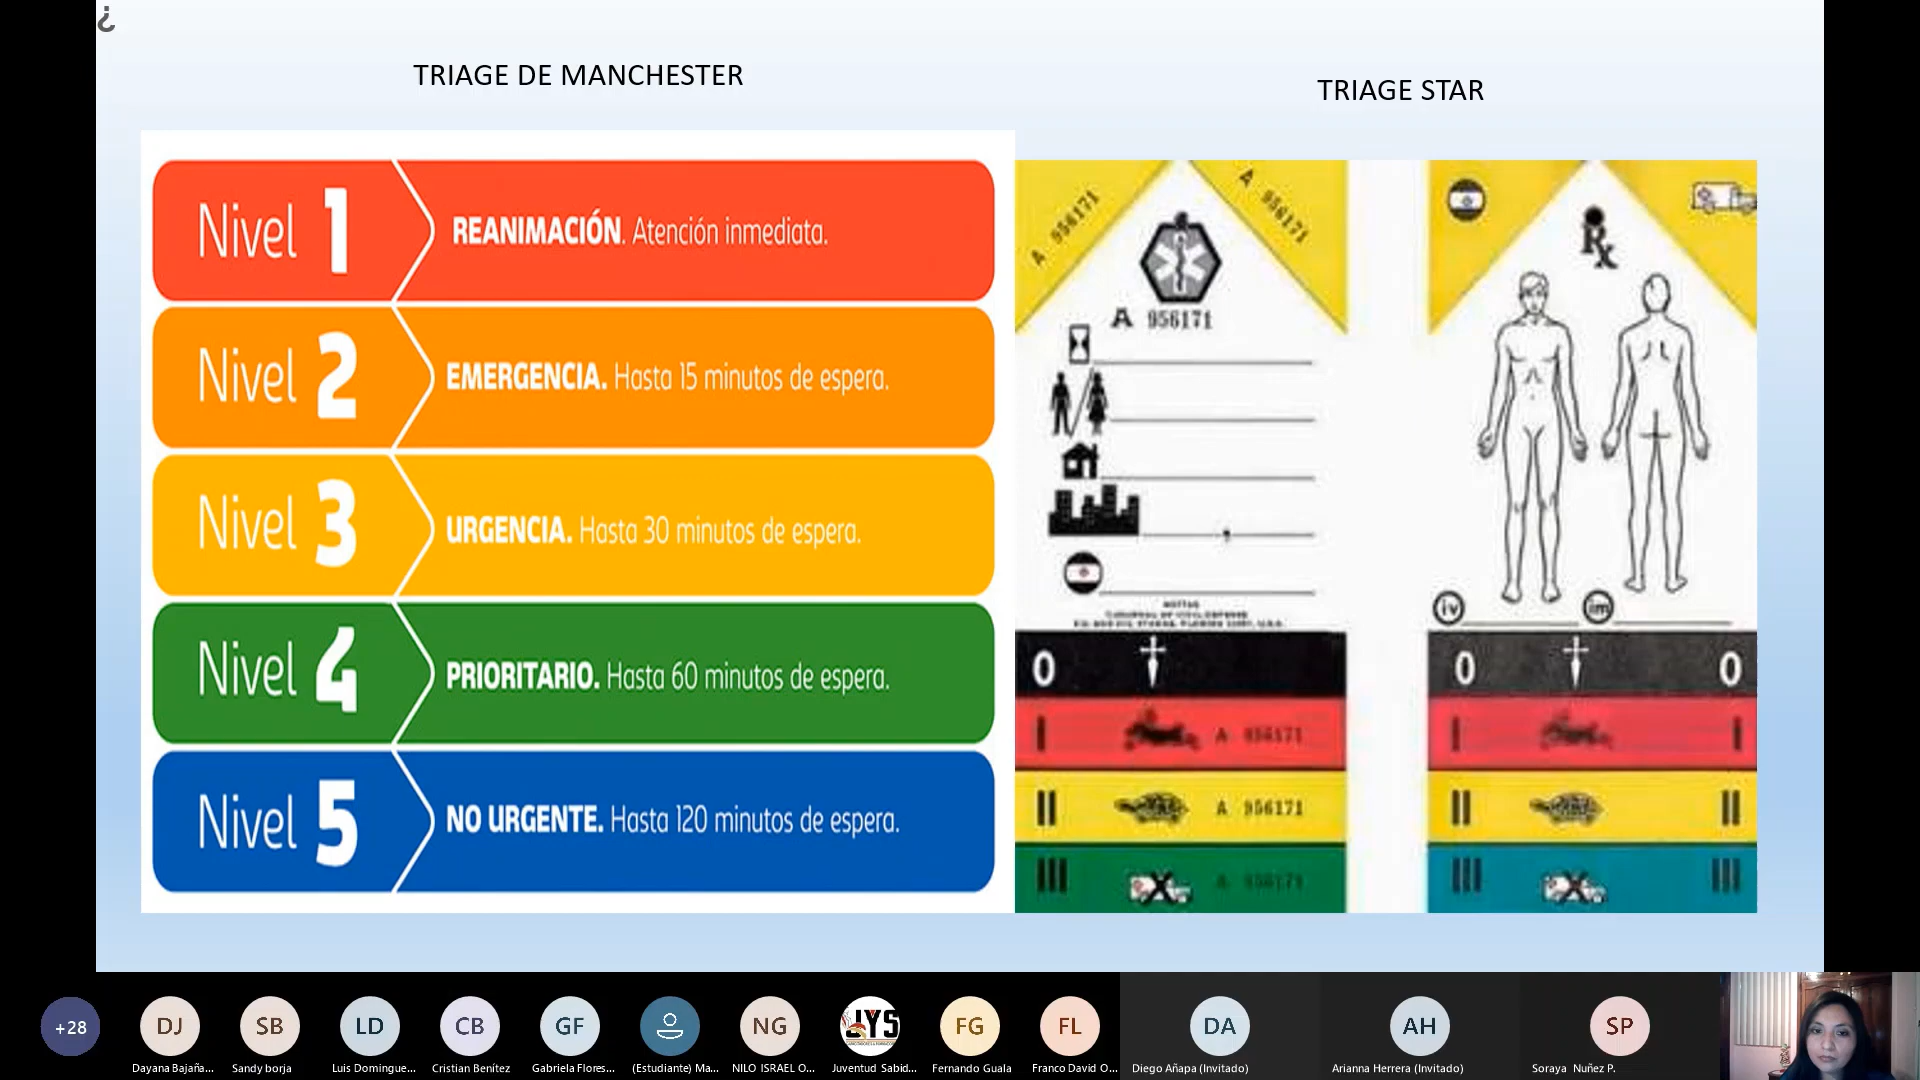 ¿
TRIAGE DE MANCHESTER
TRIAGE STAR
Nivel 1
REANIMACIÓN. Atención inmediata.
Nivel 2
EMERGENCIA. Hasta 15 minutos de espera.
Nivel 3
URGENCIA. Hasta 30 minutos de espera.
Nivel 4
PRIORITARIO. Hasta 60 minutos de espera.
Nivel 5
NO URGENTE. Hasta 120 minutos de espera.
A 956171
A 956171
A 956171
Rx
iv
im
0
I A 956171
II A 956171
III A 956171
0 0
I I
II II
III X III
+28
DJ
SB
LD
CB
GF
NG
JYS
FG
FL
DA
AH
SP
Dayana Bajaña...
Sandy borja
Luis Domingue...
Cristian Benítez
Gabriela Flores...
(Estudiante) Ma...
NILO ISRAEL O...
Juventud Sabid...
Fernando Guala
Franco David O...
Diego Añapa (Invitado)
Arianna Herrera (Invitado)
Soraya Nuñez P.